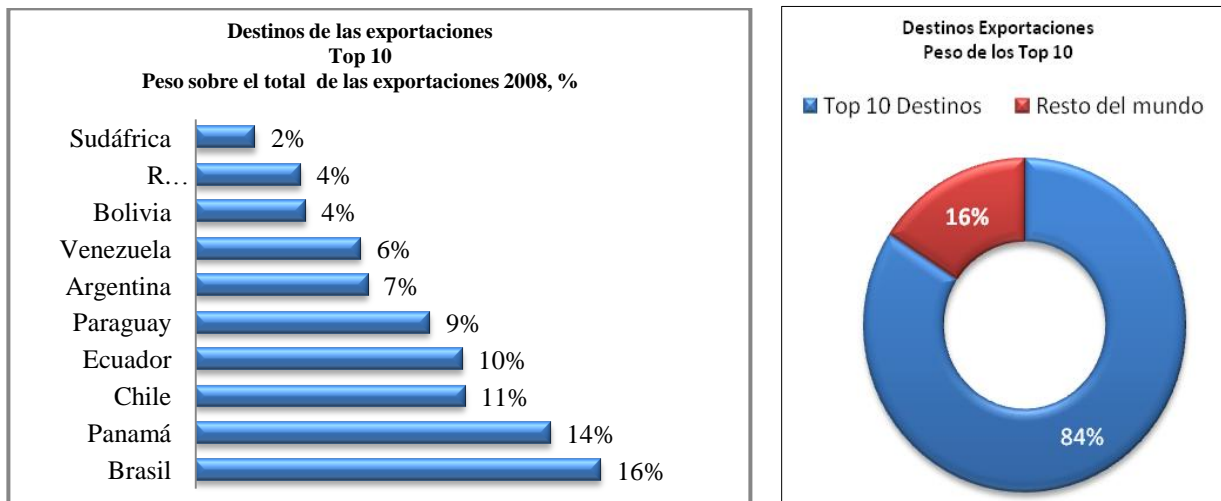 Destinos de las exportaciones
Top 10
Peso sobre el total de las exportaciones 2008, %
Sudáfrica 2%
R... 4%
Bolivia 4%
Venezuela 6%
Argentina 7%
Paraguay 9%
Ecuador 10%
Chile 11%
Panamá 14%
Brasil 16%
Destinos Exportaciones
Peso de los Top 10
Top 10 Destinos Resto del mundo
16%
84%